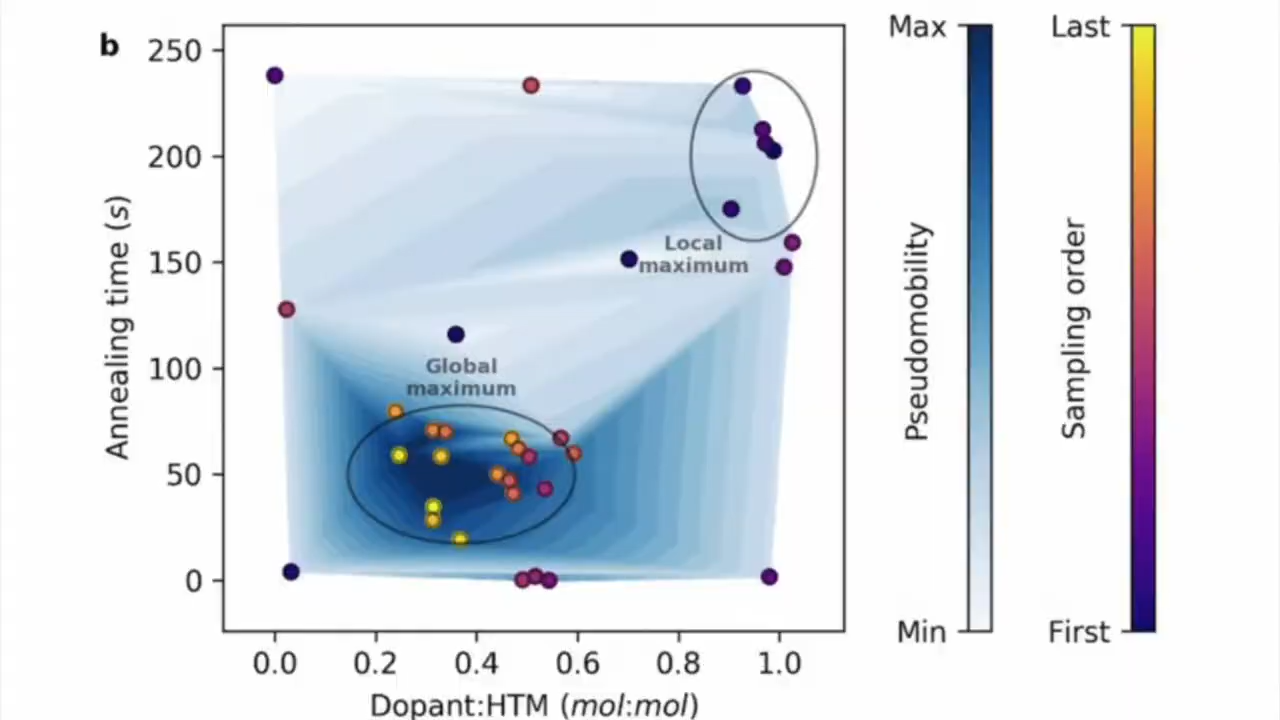 b
250
200
150
100
50
0
Annealing time (s)
Local
maximum
Global
maximum
0.0 0.2 0.4 0.6 0.8 1.0
Dopant:HTM (mol:mol)
Max
Min
Pseudomobility
Last
First
Sampling order